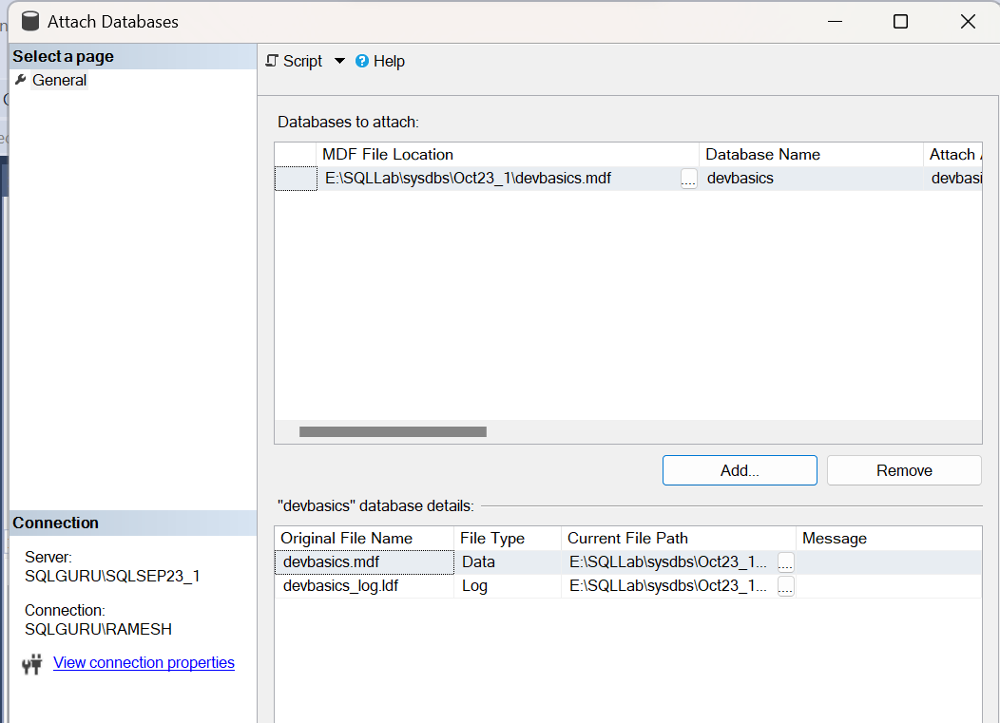 Attach Databases
Select a page
General
Script
Help
Databases to attach:
MDF File Location Database Name Attach
E:\SQLLab\sysdbs\Oct23_1\devbasics.mdf .... devbasics devbasi
Add... Remove
"devbasics" database details:
Original File Name File Type Current File Path Message
devbasics.mdf Data E:\SQLLab\sysdbs\Oct23_1... ....
devbasics_log.ldf Log E:\SQLLab\sysdbs\Oct23_1... ....
Connection
Server:
SQLGURU\SQLSEP23_1
Connection:
SQLGURU\RAMESH
View connection properties